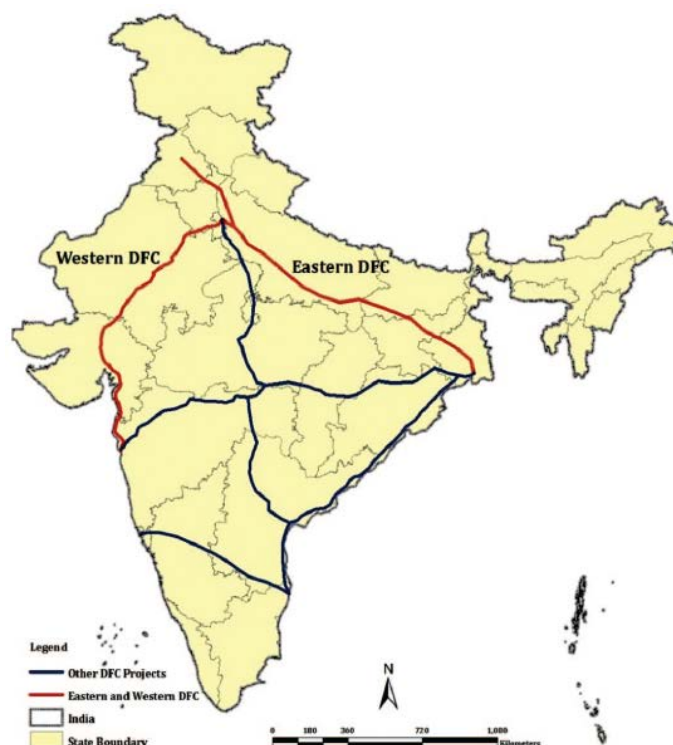 Western DFC
Eastern DFC
Legend
Other DFC Projects
Eastern and Western DFC
India
State Boundary
N
0 180 360 720 1,080
Kilometers